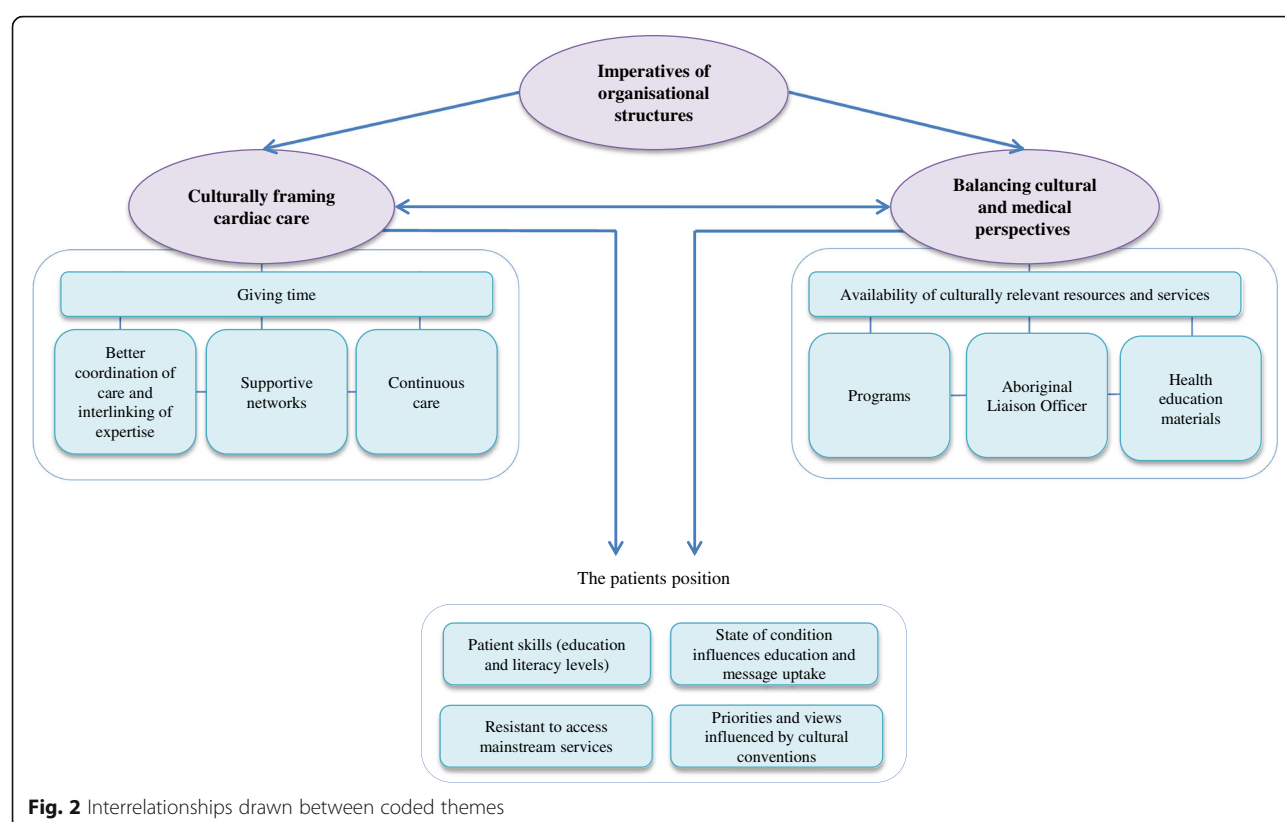 Imperatives of
organisational
structures
Culturally framing
cardiac care
Balancing cultural
and medical
perspectives
Giving time
Better
coordination of
care and
interlinking of
expertise
Supportive
networks
Continuous
care
Availability of culturally relevant resources and services
Programs
Aboriginal
Liaison Officer
Health
education
materials
The patients position
Patient skills (education
and literacy levels)
State of condition
influences education and
message uptake
Resistant to access
mainstream services
Priorities and views
influenced by cultural
conventions
Fig. 2 Interrelationships drawn between coded themes